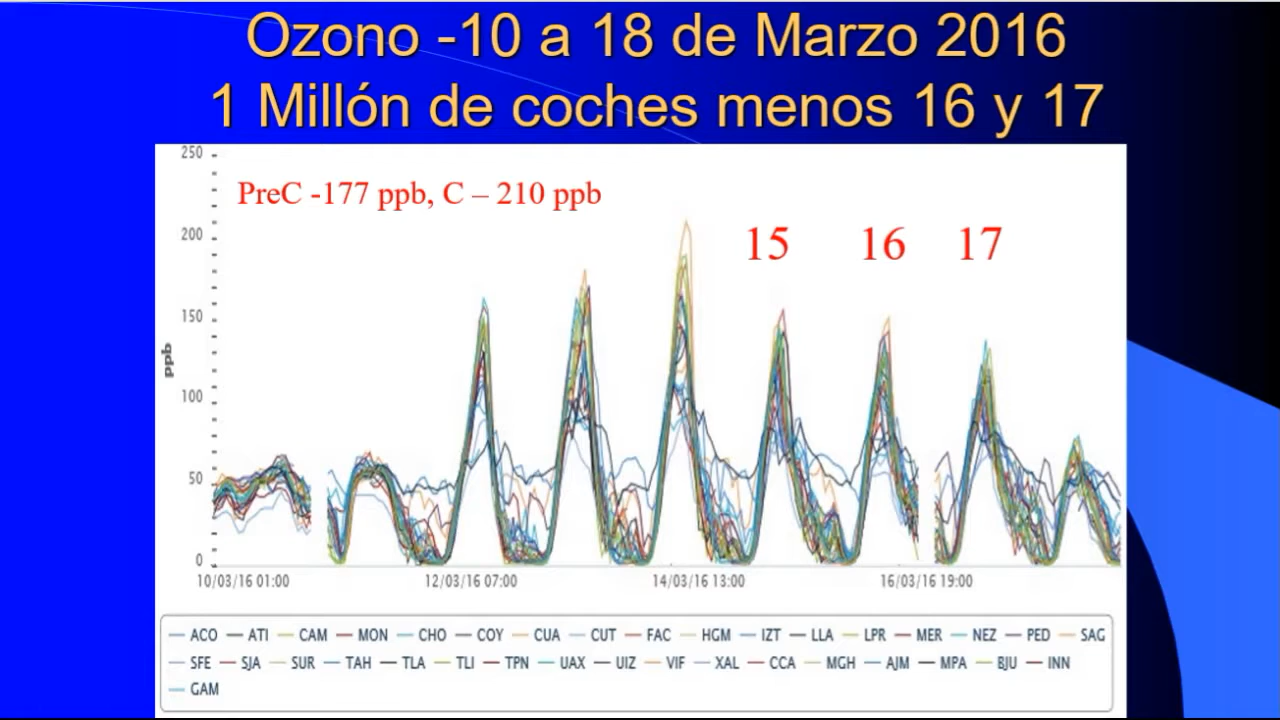 Ozono -10 a 18 de Marzo 2016
1 Millón de coches menos 16 y 17
250
PreC -177 ppb, C – 210 ppb
200
15 16 17
150
ppb
100
50
0
10/03/16 01:00 12/03/16 07:00 14/03/16 13:00 16/03/16 19:00
ACO ATI CAM MON CHO COY CUA CUT FAC HGM IZT LLA LPR MER NEZ PED SAG
SFE SJA SUR TAH TLA TLI TPN UAX UIZ VIF XAL CCA MGH AJM MPA BJU INN
GAM